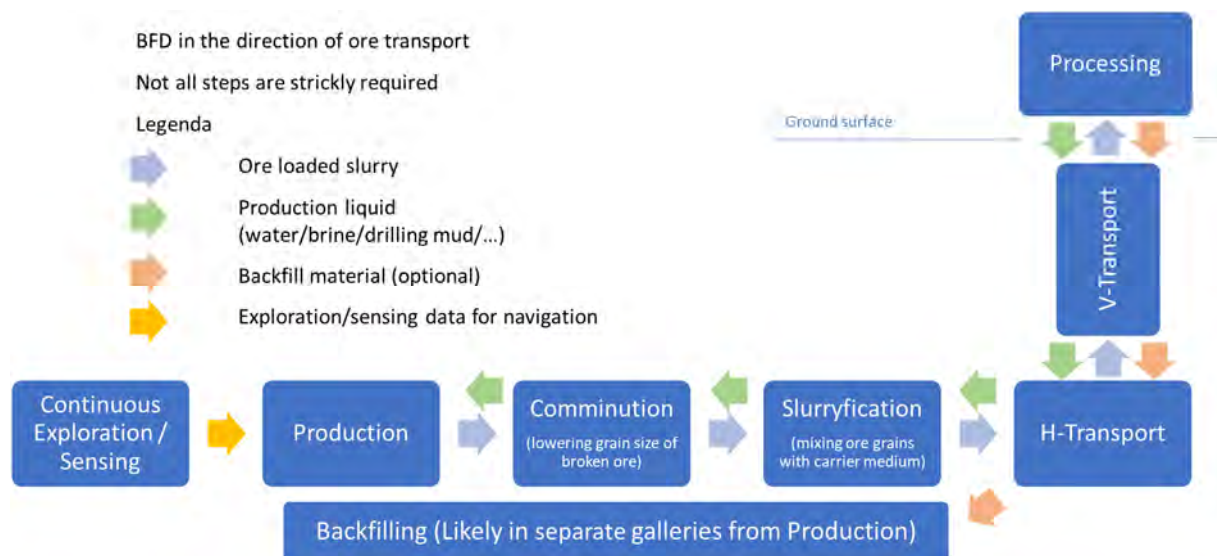 BFD in the direction of ore transport
Not all steps are strickly required
Legenda
Ore loaded slurry
Production liquid
(water/brine/drilling mud/...)
Backfill material (optional)
Exploration/sensing data for navigation
Processing
Ground surface
V-Transport
Continuous
Exploration /
Sensing
Production
Comminution
(lowering grain size of
broken ore)
Slurryfication
(mixing ore grains
with carrier medium)
H-Transport
Backfilling (Likely in separate galleries from Production)